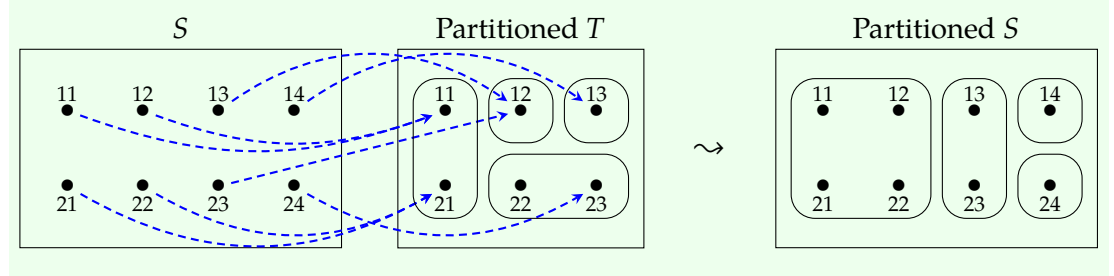 S Partitioned T Partitioned S
11 12 13 14 11 12 13 11 12 13 14
⇝
21 22 23 24 21 22 23 21 22 23 24